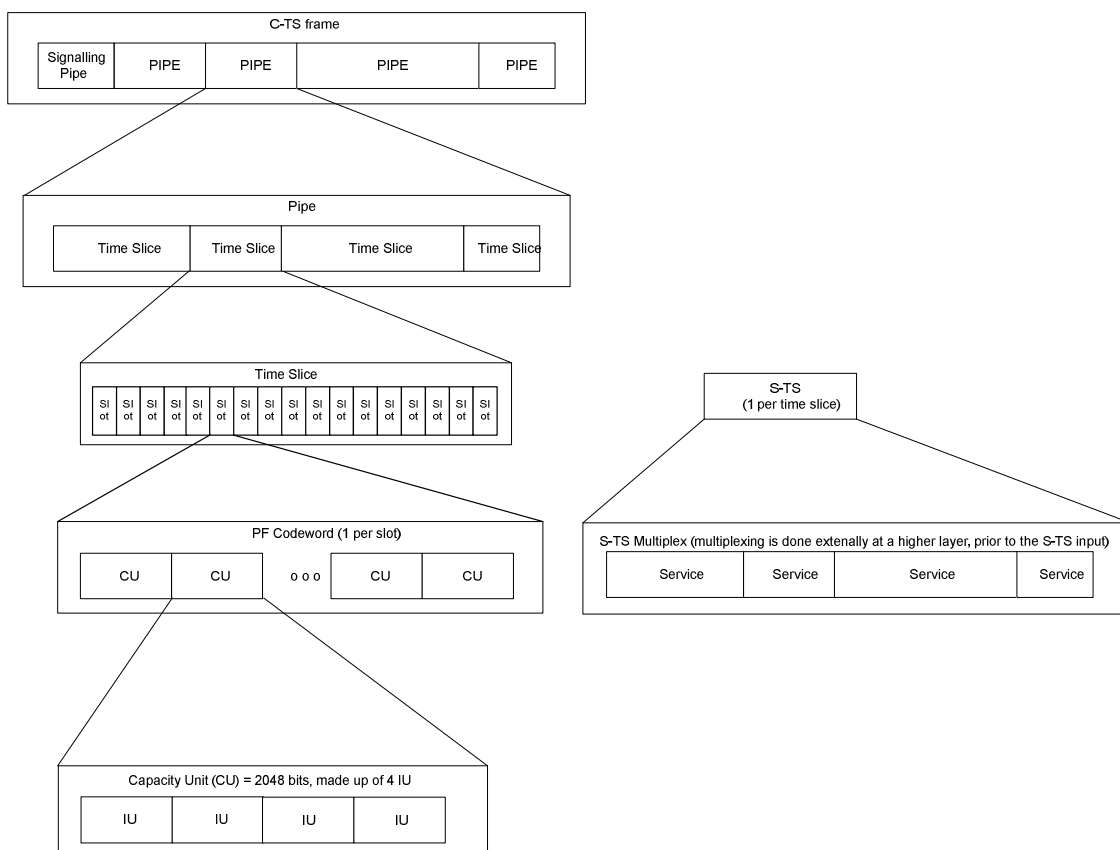 C-TS frame
Signalling
Pipe
PIPE
PIPE
PIPE
PIPE
Pipe
Time Slice
Time Slice
Time Slice
Time Slice
Time Slice
Sl
ot
Sl
ot
Sl
ot
Sl
ot
Sl
ot
Sl
ot
Sl
ot
Sl
ot
Sl
ot
Sl
ot
Sl
ot
Sl
ot
Sl
ot
Sl
ot
Sl
ot
Sl
ot
Sl
ot
S-TS
(1 per time slice)
PF Codeword (1 per slot)
CU
CU
o o o
CU
CU
S-TS Multiplex (multiplexing is done extenally at a higher layer, prior to the S-TS input)
Service
Service
Service
Service
Capacity Unit (CU) = 2048 bits, made up of 4 IU
IU
IU
IU
IU